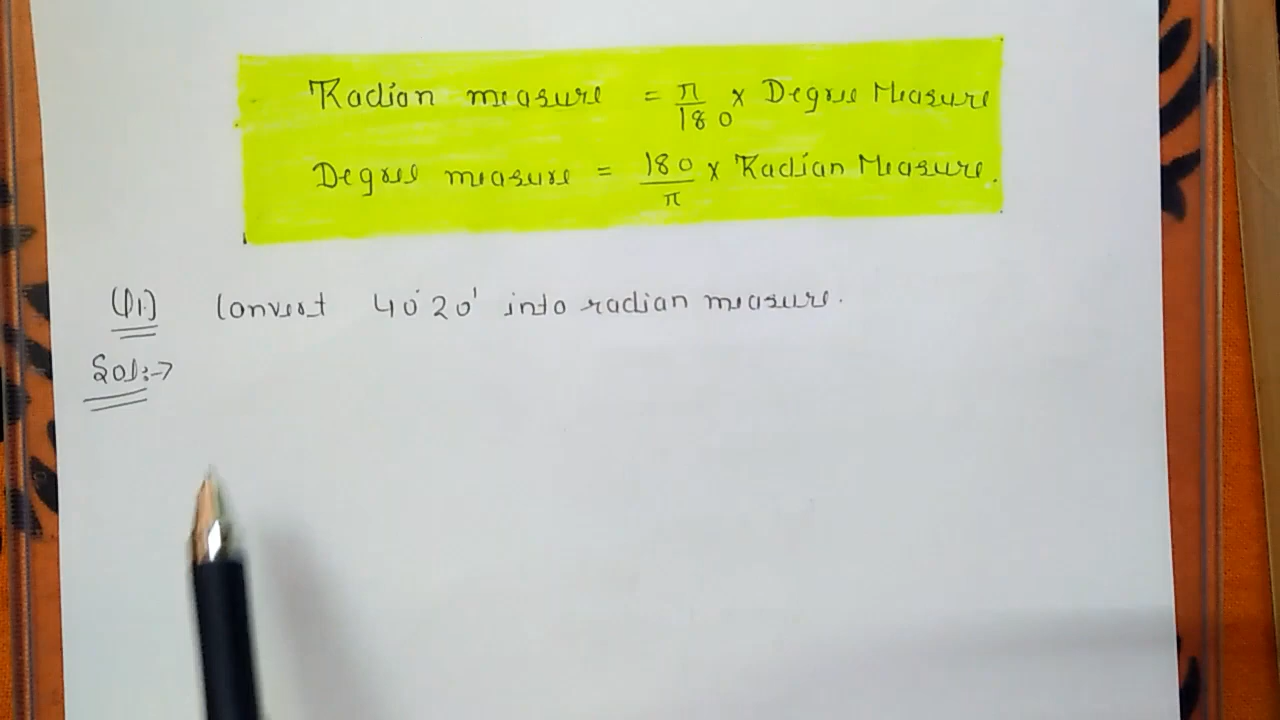 Radian measure = π/180 × Degree Measure
Degree measure = 180/π × Radian Measure.
(Q1.) Convert 40°20' into radian measure.
Sol:→